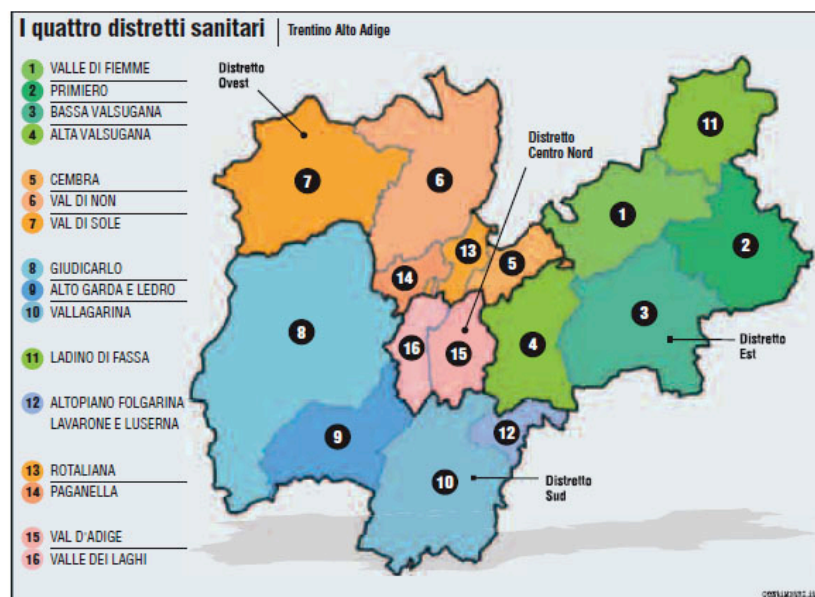 I quattro distretti sanitari | Trentino Alto Adige
1 VALLE DI FIEMME
2 PRIMIERO
3 BASSA VALSUGANA
4 ALTA VALSUGANA
5 CEMBRA
6 VAL DI NON
7 VAL DI SOLE
8 GIUDICARLO
9 ALTO GARDA E LEDRO
10 VALLAGARINA
11 LADINO DI FASSA
12 ALTOPIANO FOLGARINA
LAVARONE E LUSERNA
13 ROTALIANA
14 PAGANELLA
15 VAL D'ADIGE
16 VALLE DEI LAGHI
Distretto
Ovest
Distretto
Centro Nord
11
7
6
1
13
5
2
14
8
16
15
4
3
Distretto
Est
9
12
10
Distretto
Sud